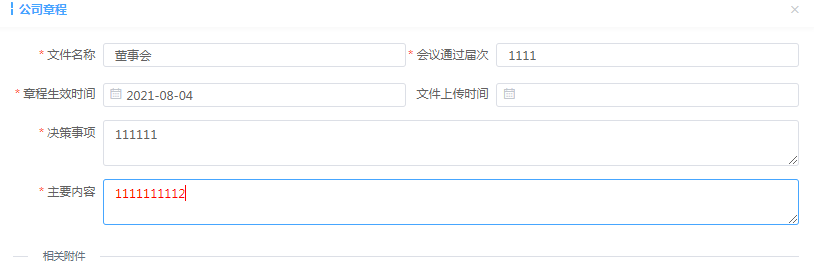 公司章程
* 文件名称 董事会 * 会议通过届次 1111
* 章程生效时间 2021-08-04 文件上传时间
* 决策事项 111111
* 主要内容 1111111112
相关附件